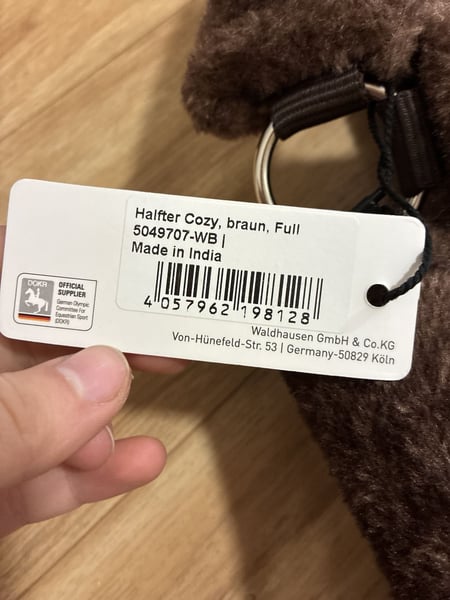 Halfter Cozy, braun, Full
5049707-WB |
Made in India
4 057962 198128
DOKR
OFFICIAL
SUPPLIER
German Olympic
Committee For
Equestrian Sport
(DOKR)
Waldhausen GmbH & Co.KG
Von-Hünefeld-Str. 53 | Germany-50829 Köln